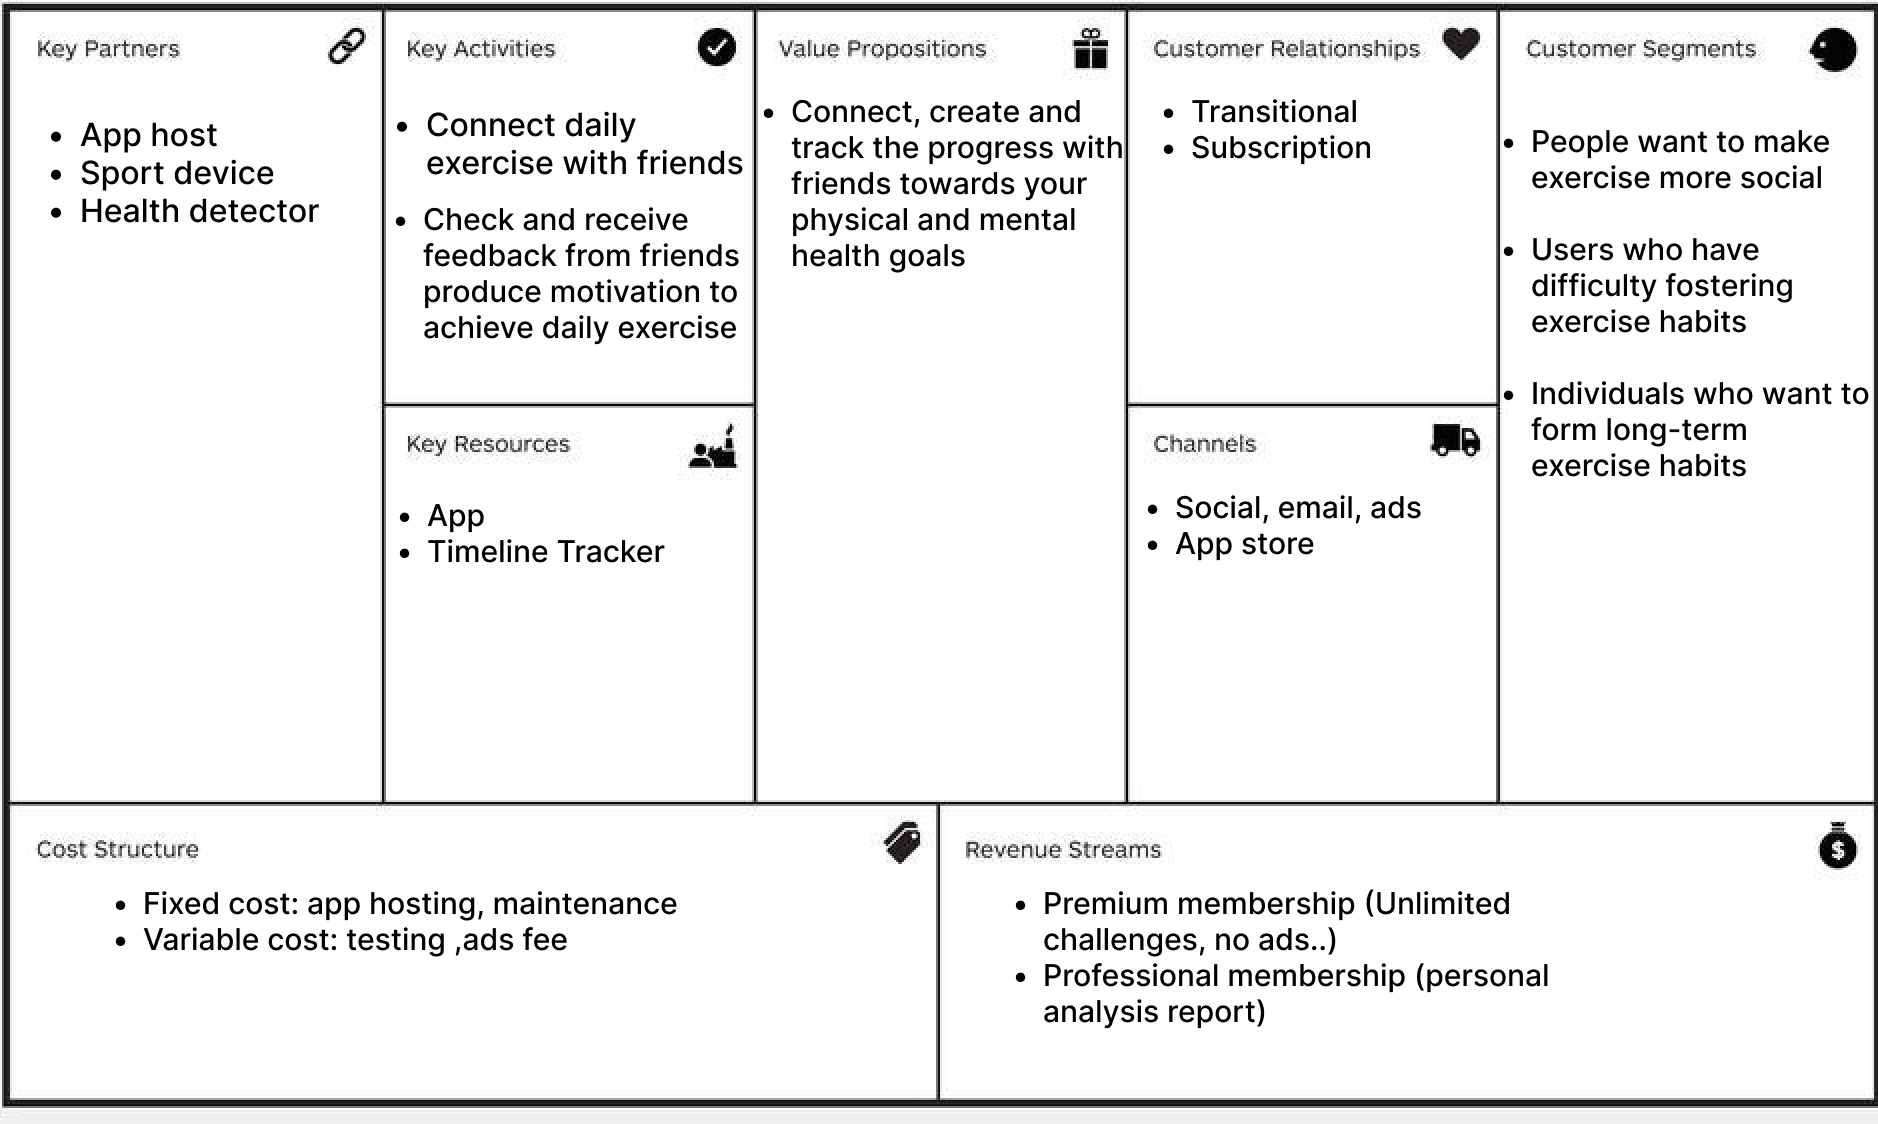 Key Partners
• App host
• Sport device
• Health detector
Key Activities
• Connect daily
exercise with friends
• Check and receive
feedback from friends
produce motivation to
achieve daily exercise
Key Resources
• App
• Timeline Tracker
Value Propositions
• Connect, create and
track the progress with
friends towards your
physical and mental
health goals
Customer Relationships
• Transitional
• Subscription
Channels
• Social, email, ads
• App store
Customer Segments
• People want to make
exercise more social
• Users who have
difficulty fostering
exercise habits
• Individuals who want to
form long-term
exercise habits
Cost Structure
• Fixed cost: app hosting, maintenance
• Variable cost: testing ,ads fee
Revenue Streams
$
• Premium membership (Unlimited
challenges, no ads..)
• Professional membership (personal
analysis report)